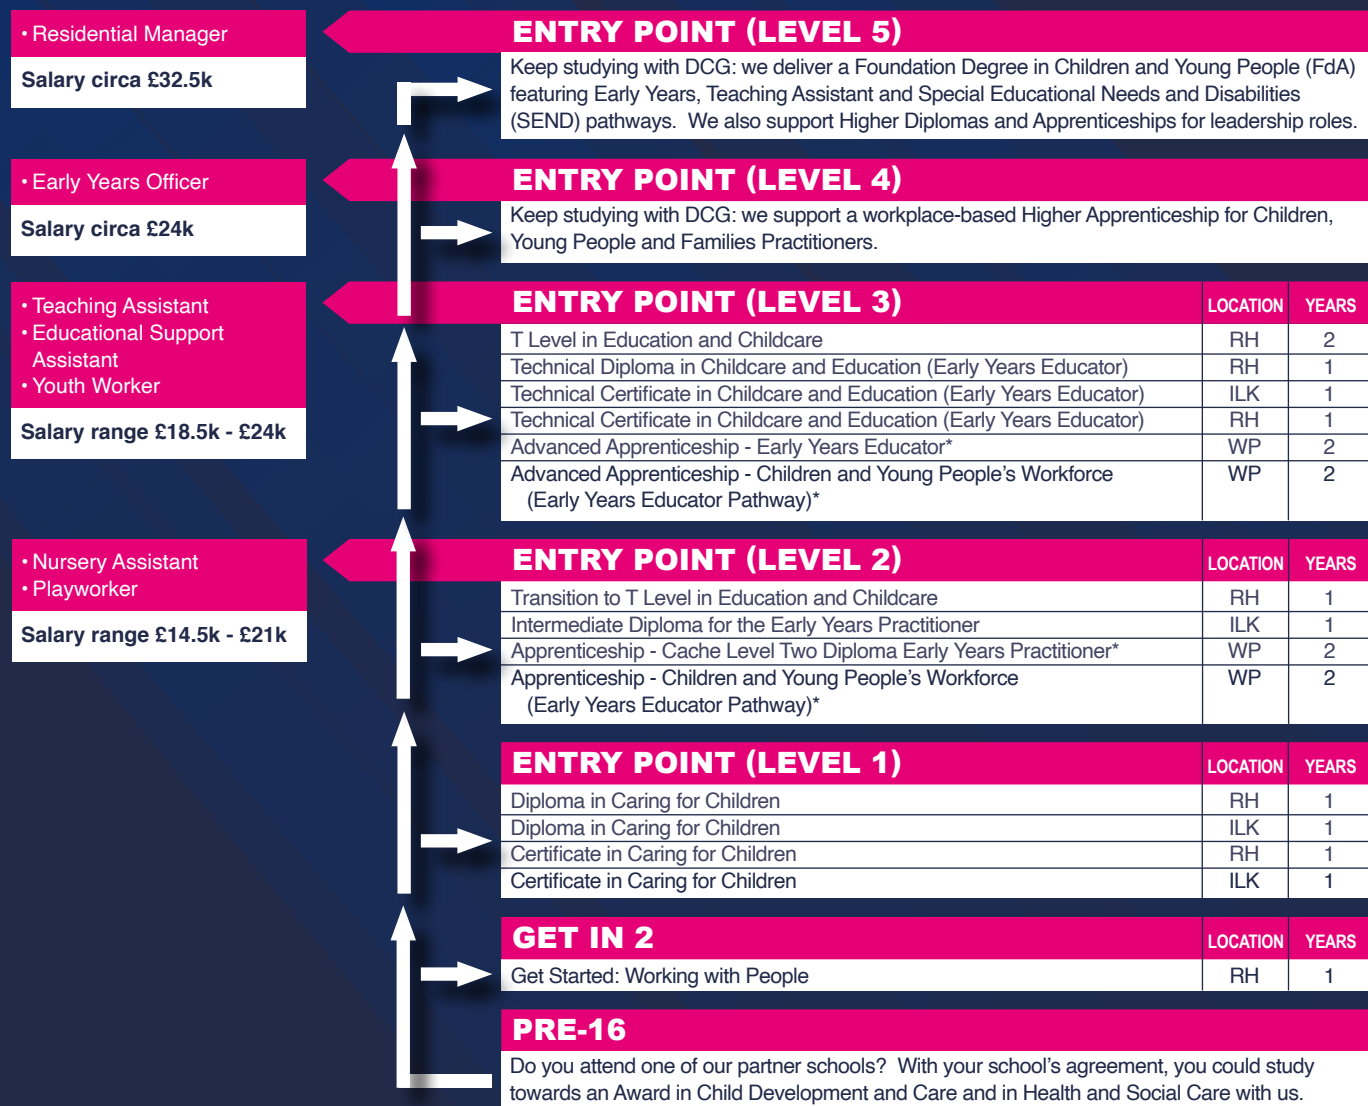 • Residential Manager
Salary circa £32.5k
ENTRY POINT (LEVEL 5)
Keep studying with DCG: we deliver a Foundation Degree in Children and Young People (FdA)
featuring Early Years, Teaching Assistant and Special Educational Needs and Disabilities
(SEND) pathways.  We also support Higher Diplomas and Apprenticeships for leadership roles.
• Early Years Officer
Salary circa £24k
ENTRY POINT (LEVEL 4)
Keep studying with DCG: we support a workplace-based Higher Apprenticeship for Children,
Young People and Families Practitioners.
• Teaching Assistant
• Educational Support
Assistant
• Youth Worker
Salary range £18.5k - £24k
ENTRY POINT (LEVEL 3) LOCATION YEARS
T Level in Education and Childcare RH 2
Technical Diploma in Childcare and Education (Early Years Educator) RH 1
Technical Certificate in Childcare and Education (Early Years Educator) ILK 1
Technical Certificate in Childcare and Education (Early Years Educator) RH 1
Advanced Apprenticeship - Early Years Educator* WP 2
Advanced Apprenticeship - Children and Young People's Workforce WP 2
(Early Years Educator Pathway)*
• Nursery Assistant
• Playworker
Salary range £14.5k - £21k
ENTRY POINT (LEVEL 2) LOCATION YEARS
Transition to T Level in Education and Childcare RH 1
Intermediate Diploma for the Early Years Practitioner ILK 1
Apprenticeship - Cache Level Two Diploma Early Years Practitioner* WP 2
Apprenticeship - Children and Young People's Workforce WP 2
(Early Years Educator Pathway)*
ENTRY POINT (LEVEL 1) LOCATION YEARS
Diploma in Caring for Children RH 1
Diploma in Caring for Children ILK 1
Certificate in Caring for Children RH 1
Certificate in Caring for Children ILK 1
GET IN 2 LOCATION YEARS
Get Started: Working with People RH 1
PRE-16
Do you attend one of our partner schools?  With your school's agreement, you could study
towards an Award in Child Development and Care and in Health and Social Care with us.